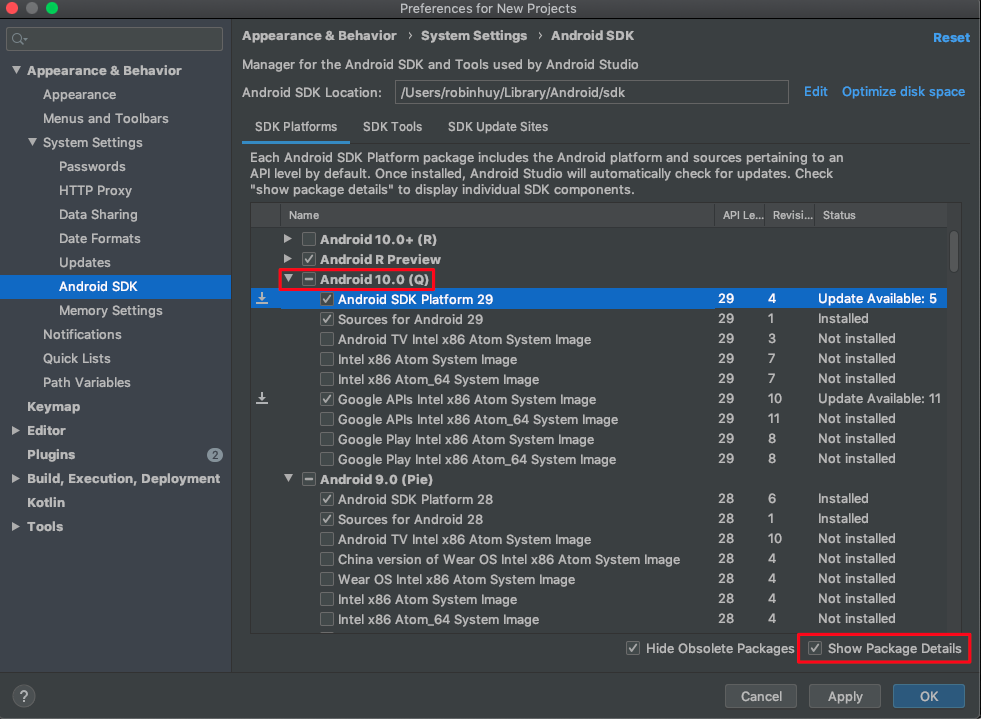 Preferences for New Projects
Appearance & Behavior
Appearance
Menus and Toolbars
System Settings
Passwords
HTTP Proxy
Data Sharing
Date Formats
Updates
Android SDK
Memory Settings
Notifications
Quick Lists
Path Variables
Keymap
Editor
Plugins 2
Build, Execution, Deployment
Kotlin
Tools
Appearance & Behavior › System Settings › Android SDK Reset
Manager for the Android SDK and Tools used by Android Studio
Android SDK Location: /Users/robinhuy/Library/Android/sdk Edit Optimize disk space
SDK Platforms SDK Tools SDK Update Sites
Each Android SDK Platform package includes the Android platform and sources pertaining to an
API level by default. Once installed, Android Studio will automatically check for updates. Check
"show package details" to display individual SDK components.
Name API Le... Revisi... Status
Android 10.0+ (R)
Android R Preview
Android 10.0 (Q)
Android SDK Platform 29 29 4 Update Available: 5
Sources for Android 29 29 1 Installed
Android TV Intel x86 Atom System Image 29 3 Not installed
Intel x86 Atom System Image 29 7 Not installed
Intel x86 Atom_64 System Image 29 7 Not installed
Google APIs Intel x86 Atom System Image 29 10 Update Available: 11
Google APIs Intel x86 Atom_64 System Image 29 11 Not installed
Google Play Intel x86 Atom System Image 29 8 Not installed
Google Play Intel x86 Atom_64 System Image 29 8 Not installed
Android 9.0 (Pie)
Android SDK Platform 28 28 6 Installed
Sources for Android 28 28 1 Installed
Android TV Intel x86 Atom System Image 28 10 Not installed
China version of Wear OS Intel x86 Atom System Image 28 4 Not installed
Wear OS Intel x86 Atom System Image 28 4 Not installed
Intel x86 Atom System Image 28 4 Not installed
Intel x86 Atom_64 System Image 28 4 Not installed
Hide Obsolete Packages Show Package Details
? Cancel Apply OK